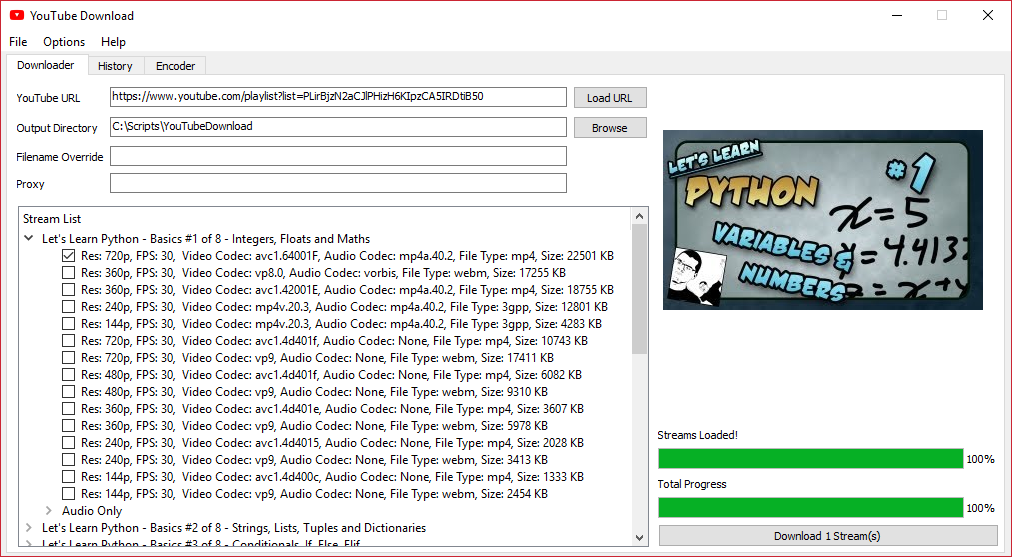 YouTube Download
File Options Help
Downloader History Encoder
YouTube URL https://www.youtube.com/playlist?list=PLirBjzN2aCJlPHizH6KIpzCA5IRDtiB50 Load URL
Output Directory C:\Scripts\YouTubeDownload Browse
Filename Override
Proxy
Stream List
Let's Learn Python - Basics #1 of 8 - Integers, Floats and Maths
Res: 720p, FPS: 30, Video Codec: avc1.64001F, Audio Codec: mp4a.40.2, File Type: mp4, Size: 22501 KB
Res: 360p, FPS: 30, Video Codec: vp8.0, Audio Codec: vorbis, File Type: webm, Size: 17255 KB
Res: 360p, FPS: 30, Video Codec: avc1.42001E, Audio Codec: mp4a.40.2, File Type: mp4, Size: 18755 KB
Res: 240p, FPS: 30, Video Codec: mp4v.20.3, Audio Codec: mp4a.40.2, File Type: 3gpp, Size: 12801 KB
Res: 144p, FPS: 30, Video Codec: mp4v.20.3, Audio Codec: mp4a.40.2, File Type: 3gpp, Size: 4283 KB
Res: 720p, FPS: 30, Video Codec: avc1.4d401f, Audio Codec: None, File Type: mp4, Size: 10743 KB
Res: 720p, FPS: 30, Video Codec: vp9, Audio Codec: None, File Type: webm, Size: 17411 KB
Res: 480p, FPS: 30, Video Codec: avc1.4d401f, Audio Codec: None, File Type: mp4, Size: 6082 KB
Res: 480p, FPS: 30, Video Codec: vp9, Audio Codec: None, File Type: webm, Size: 9310 KB
Res: 360p, FPS: 30, Video Codec: avc1.4d401e, Audio Codec: None, File Type: mp4, Size: 3607 KB
Res: 360p, FPS: 30, Video Codec: vp9, Audio Codec: None, File Type: webm, Size: 5978 KB
Res: 240p, FPS: 30, Video Codec: avc1.4d4015, Audio Codec: None, File Type: mp4, Size: 2028 KB
Res: 240p, FPS: 30, Video Codec: vp9, Audio Codec: None, File Type: webm, Size: 3413 KB
Res: 144p, FPS: 30, Video Codec: avc1.4d400c, Audio Codec: None, File Type: mp4, Size: 1333 KB
Res: 144p, FPS: 30, Video Codec: vp9, Audio Codec: None, File Type: webm, Size: 2454 KB
Audio Only
Let's Learn Python - Basics #2 of 8 - Strings, Lists, Tuples and Dictionaries
Let's Learn Python - Basics #3 of 8 - Conditionals, If, Else, Elif
LET'S LEARN
PYTHON #1
VARIABLES &
NUMBERS
x = 5
y = 4.4132
z = x + y
Streams Loaded!
100%
Total Progress
100%
Download 1 Stream(s)